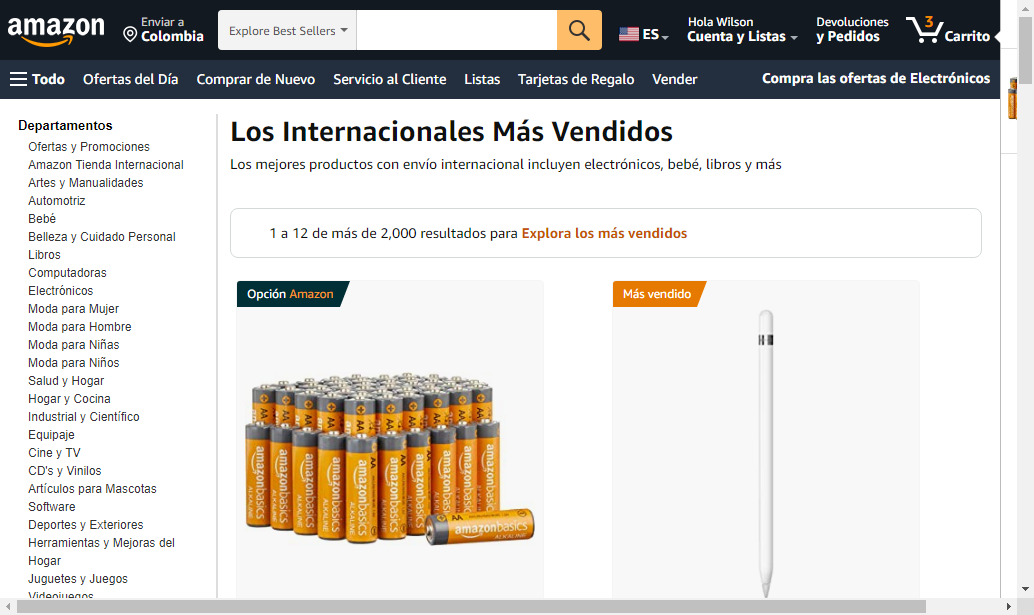 amazon
Enviar a
Colombia
Explore Best Sellers
ES
Hola Wilson
Cuenta y Listas
Devoluciones
y Pedidos
3
Carrito
Todo
Ofertas del Día
Comprar de Nuevo
Servicio al Cliente
Listas
Tarjetas de Regalo
Vender
Compra las ofertas de Electrónicos
Departamentos
Ofertas y Promociones
Amazon Tienda Internacional
Artes y Manualidades
Automotriz
Bebé
Belleza y Cuidado Personal
Libros
Computadoras
Electrónicos
Moda para Mujer
Moda para Hombre
Moda para Niñas
Moda para Niños
Salud y Hogar
Hogar y Cocina
Industrial y Científico
Equipaje
Cine y TV
CD's y Vinilos
Artículos para Mascotas
Software
Deportes y Exteriores
Herramientas y Mejoras del
Hogar
Juguetes y Juegos
Videojuegos
Los Internacionales Más Vendidos
Los mejores productos con envío internacional incluyen electrónicos, bebé, libros y más
1 a 12 de más de 2,000 resultados para Explora los más vendidos
Opción Amazon
AA
amazonbasics
ALKALINE
amazonbasics
ALKALINE
Más vendido